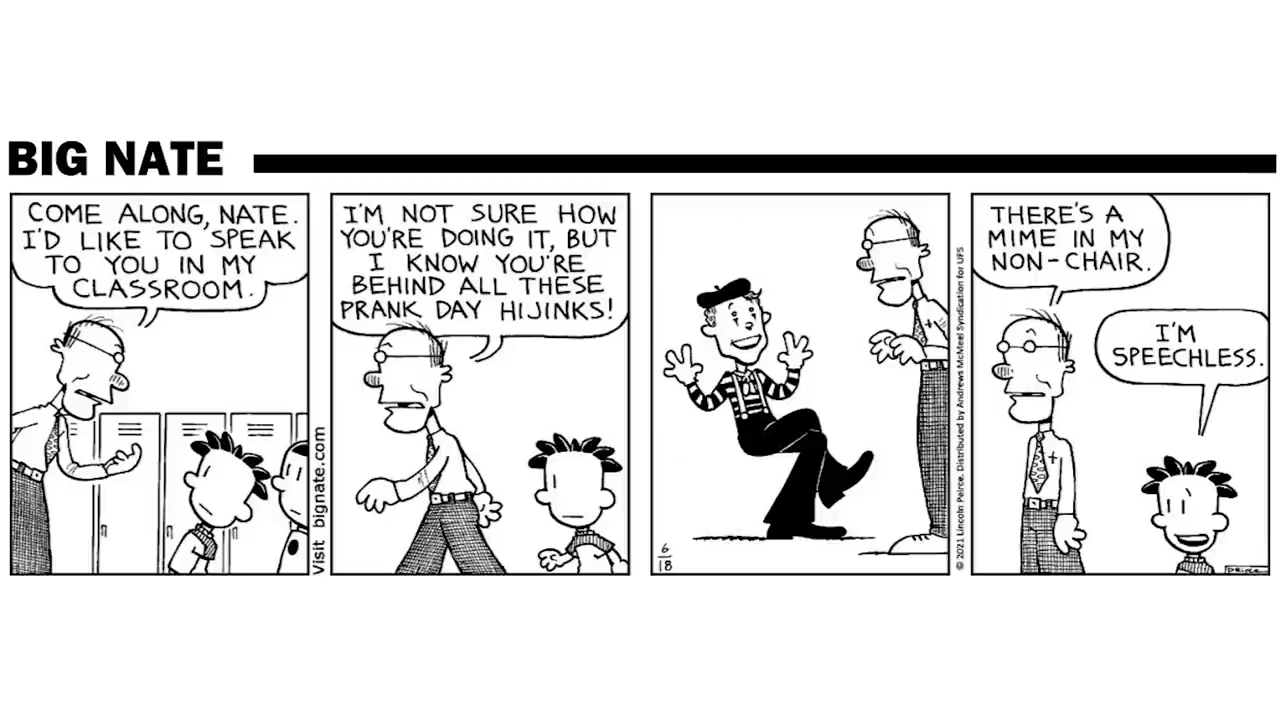 BIG NATE
COME ALONG, NATE.
I'D LIKE TO SPEAK
TO YOU IN MY
CLASSROOM.
Visit bignate.com
I'M NOT SURE HOW
YOU'RE DOING IT, BUT
I KNOW YOU'RE
BEHIND ALL THESE
PRANK DAY HIJINKS!
6
18
© 2021 Lincoln Peirce. Distributed by Andrews McMeel Syndication for UFS
THERE'S A
MIME IN MY
NON-CHAIR.
I'M
SPEECHLESS.
PEIRCE